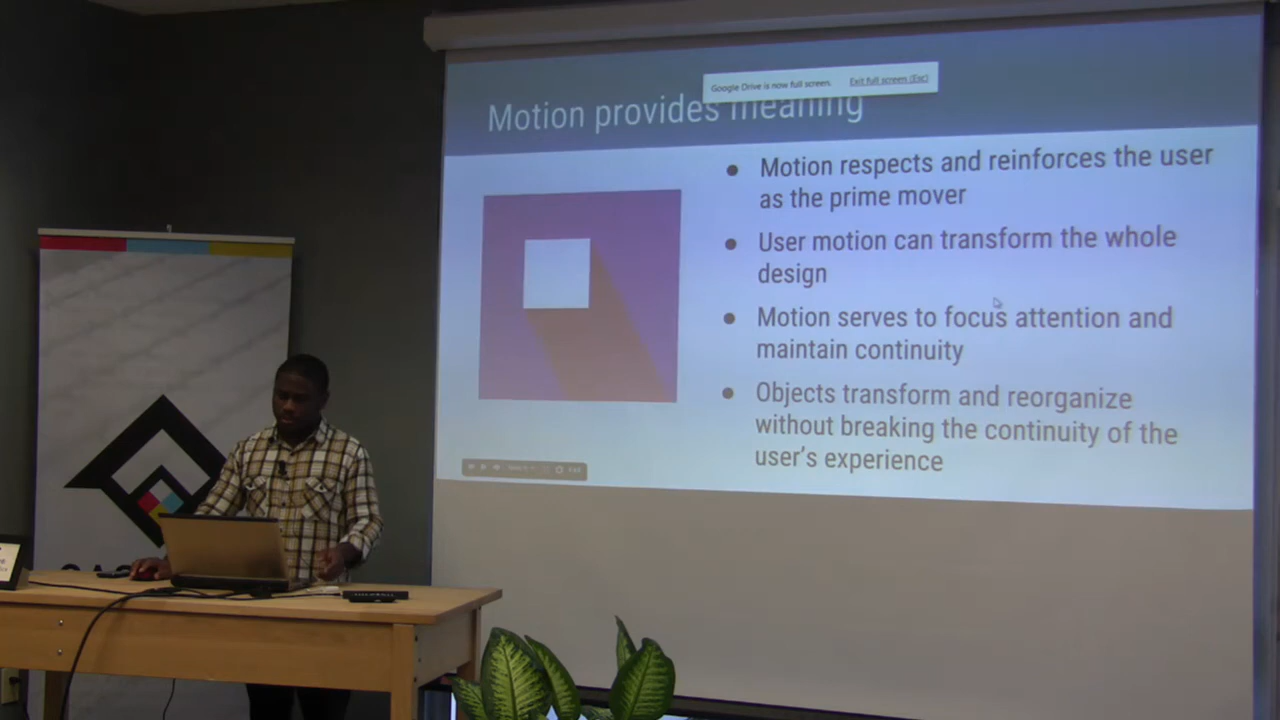 Google Drive is now full screen. Exit full screen (Esc)
Motion provides meaning
● Motion respects and reinforces the user
as the prime mover
● User motion can transform the whole
design
● Motion serves to focus attention and
maintain continuity
● Objects transform and reorganize
without breaking the continuity of the
user's experience